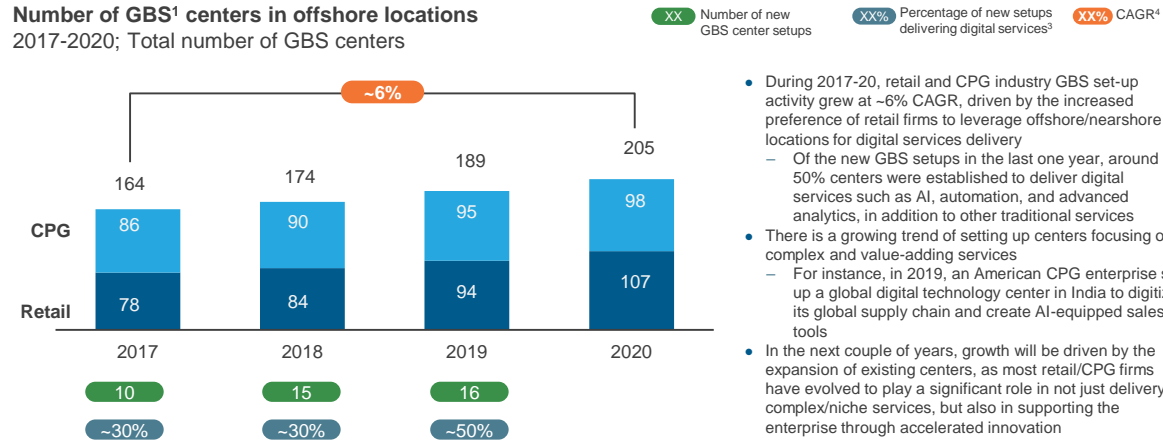 Number of GBS¹ centers in offshore locations
2017-2020; Total number of GBS centers
XX Number of new
GBS center setups
XX% Percentage of new setups
delivering digital services³
XX% CAGR⁴
~6%
164 174 189 205
CPG 86 90 95 98
Retail 78 84 94 107
2017 2018 2019 2020
10 15 16
~30% ~30% ~50%
• During 2017-20, retail and CPG industry GBS set-up
activity grew at ~6% CAGR, driven by the increased
preference of retail firms to leverage offshore/nearshore
locations for digital services delivery
– Of the new GBS setups in the last one year, around
50% centers were established to deliver digital
services such as AI, automation, and advanced
analytics, in addition to other traditional services
• There is a growing trend of setting up centers focusing
complex and value-adding services
– For instance, in 2019, an American CPG enterprise
up a global digital technology center in India to
its global supply chain and create AI-equipped sales
tools
• In the next couple of years, growth will be driven by the
expansion of existing centers, as most retail/CPG firms
have evolved to play a significant role in not just delivery
complex/niche services, but also in supporting the
enterprise through accelerated innovation